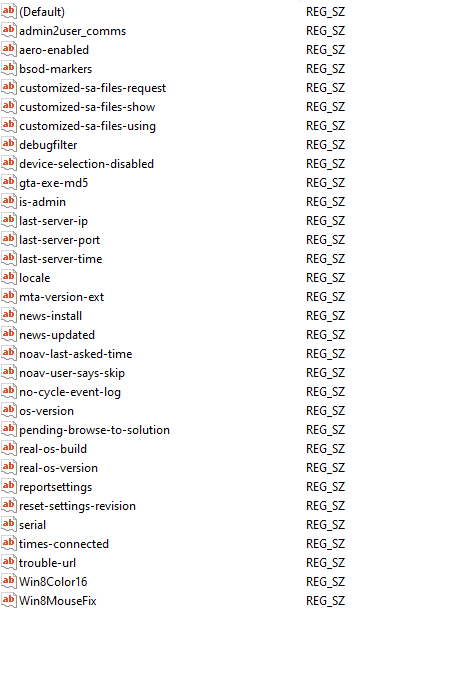 ab (Default) REG_SZ
ab admin2user_comms REG_SZ
ab aero-enabled REG_SZ
ab bsod-markers REG_SZ
ab customized-sa-files-request REG_SZ
ab customized-sa-files-show REG_SZ
ab customized-sa-files-using REG_SZ
ab debugfilter REG_SZ
ab device-selection-disabled REG_SZ
ab gta-exe-md5 REG_SZ
ab is-admin REG_SZ
ab last-server-ip REG_SZ
ab last-server-port REG_SZ
ab last-server-time REG_SZ
ab locale REG_SZ
ab mta-version-ext REG_SZ
ab news-install REG_SZ
ab news-updated REG_SZ
ab noav-last-asked-time REG_SZ
ab noav-user-says-skip REG_SZ
ab no-cycle-event-log REG_SZ
ab os-version REG_SZ
ab pending-browse-to-solution REG_SZ
ab real-os-build REG_SZ
ab real-os-version REG_SZ
ab reportsettings REG_SZ
ab reset-settings-revision REG_SZ
ab serial REG_SZ
ab times-connected REG_SZ
ab trouble-url REG_SZ
ab Win8Color16 REG_SZ
ab Win8MouseFix REG_SZ